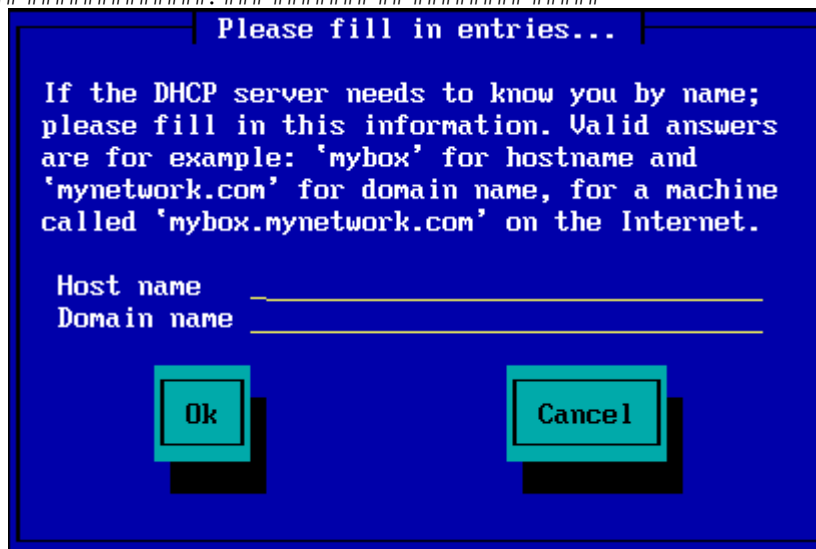 Please fill in entries...
If the DHCP server needs to know you by name;
please fill in this information. Valid answers
are for example: `mybox' for hostname and
`mynetwork.com' for domain name, for a machine
called `mybox.mynetwork.com' on the Internet.
Host name
Domain name
Ok Cancel